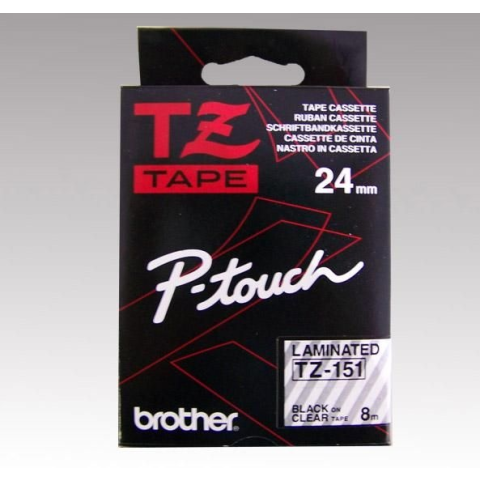 TZ
TAPE
TAPE CASSETTE
RUBAN CASSETTE
SCHRIFTBANDKASSETTE
CASSETTE DE CINTA
NASTRO IN CASSETTA
24mm
P-touch
LAMINATED
TZ-151
BLACK ON
CLEAR TAPE 8m
brother